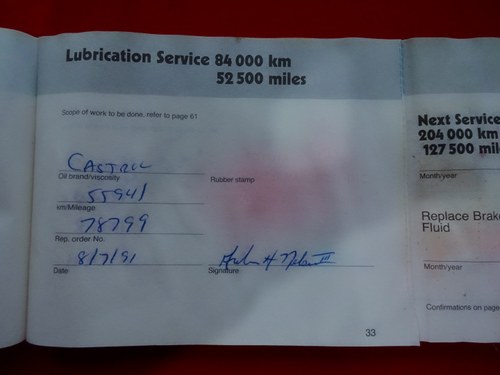 Lubrication Service 84 000 km
52 500 miles
Scope of work to be done, refer to page 61
CASTROL
Oil brand/viscosity
Rubber stamp
55941
km/Mileage
78799
Rep. order No.
8/7/91
Date
Signature
33
Next Service
204 000 km
127 500 mil
Month/year
Replace Brake
Fluid
Month/year
Confirmations on page